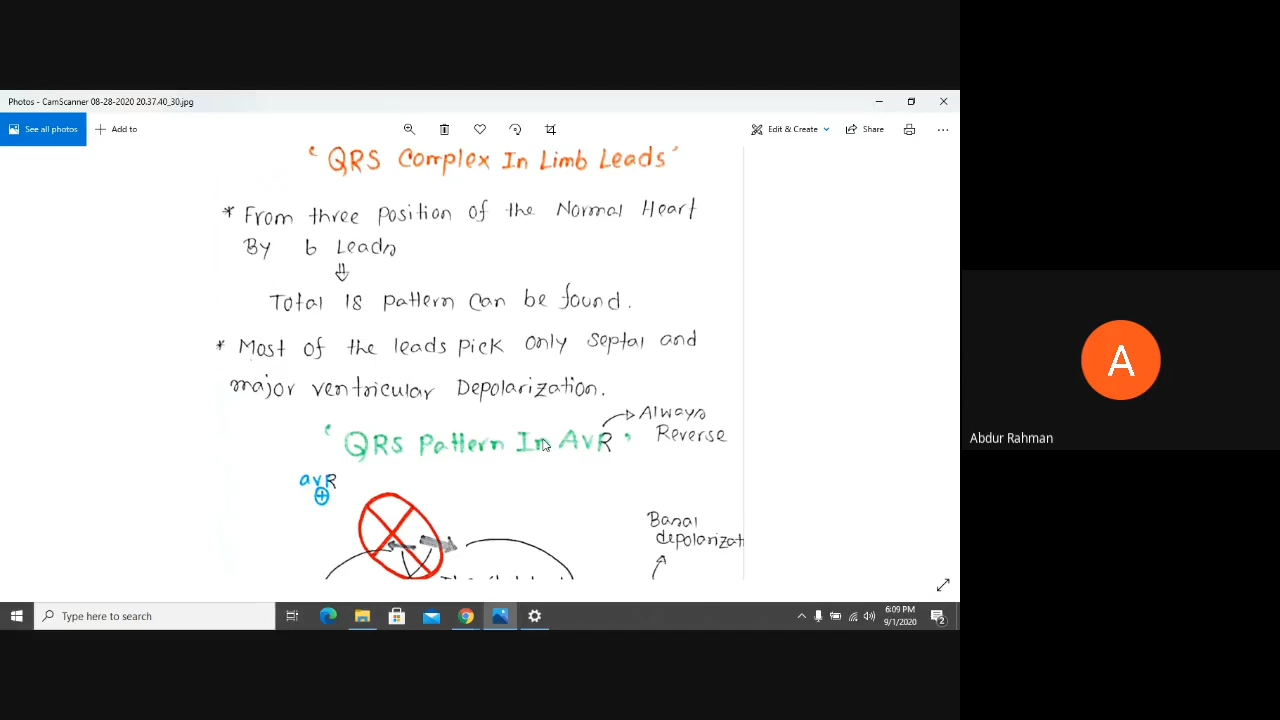 Photos - CamScanner 08-28-2020 20.37.40_30.jpg
See all photos
Add to
Edit & Create
Share
‘ QRS Complex In Limb Leads ’
* From three position of the Normal Heart
By 6 Leads
⇓
Total 18 pattern can be found.
* Most of the leads pick only septal and
major ventricular Depolarization.
‘ QRS Pattern In AVR ’
→ Always
Reverse
avR
+
Basal
depolarizat
A
Abdur Rahman
Type here to search
6:09 PM
9/1/2020
2